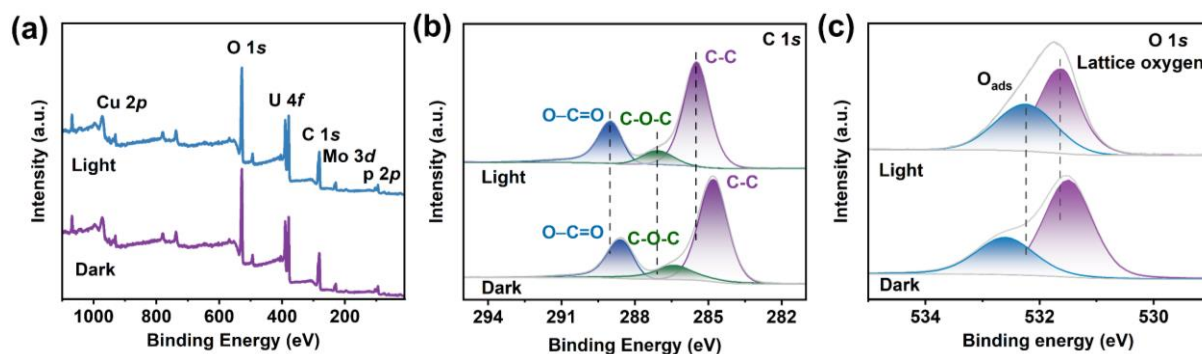 (a)
Intensity (a.u.)
Cu 2p
O 1s
U 4f
C 1s
Mo 3d
p 2p
Light
Dark
1000 800 600 400 200
Binding Energy (eV)
(b)
Intensity (a.u.)
C 1s
C-C
O–C=O
C-O-C
Light
C-C
O–C=O
C-O-C
Dark
294 291 288 285 282
Binding Energy (eV)
(c)
Intensity (a.u.)
O 1s
Lattice oxygen
Oads
Light
Dark
534 532 530
Binding energy (eV)